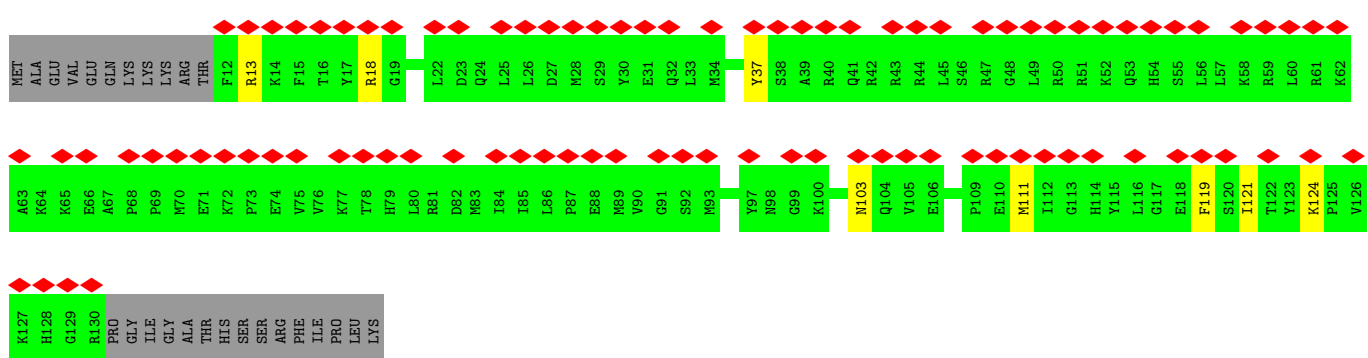 MET ALA GLU VAL GLU GLN LYS LYS LYS ARG THR F12 R13 K14 F15 T16 Y17 R18 G19 L22 D23 Q24 L25 L26 D27 M28 S29 Y30 E31 Q32 L33 M34 Y37 S38 A39 R40 Q41 R42 R43 R44 L45 S46 R47 G48 L49 R50 R51 K52 Q53 H54 S55 L56 L57 K58 R59 L60 R61 K62
A63 K64 K65 E66 A67 P68 P69 M70 E71 K72 P73 E74 V75 V76 K77 T78 H79 L80 R81 D82 M83 I84 I85 L86 P87 E88 M89 V90 G91 S92 M93 Y97 N98 G99 K100 N103 Q104 V105 E106 P109 E110 M111 I112 G113 H114 Y115 L116 G117 E118 F119 S120 I121 T122 Y123 K124 P125 V126
K127 H128 G129 R130 PRO GLY ILE GLY ALA THR HIS SER SER ARG PHE ILE PRO LEU LYS